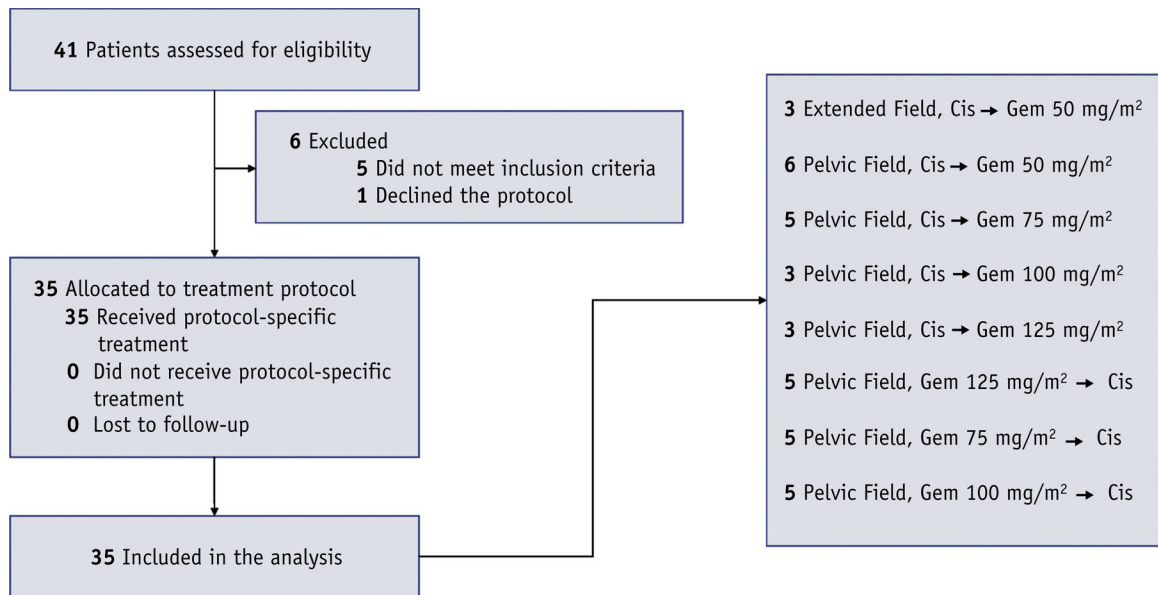 41 Patients assessed for eligibility
6 Excluded
5 Did not meet inclusion criteria
1 Declined the protocol
35 Allocated to treatment protocol
35 Received protocol-specific
treatment
0 Did not receive protocol-specific
treatment
0 Lost to follow-up
35 Included in the analysis
3 Extended Field, Cis → Gem 50 mg/m²
6 Pelvic Field, Cis → Gem 50 mg/m²
5 Pelvic Field, Cis → Gem 75 mg/m²
3 Pelvic Field, Cis → Gem 100 mg/m²
3 Pelvic Field, Cis → Gem 125 mg/m²
5 Pelvic Field, Gem 125 mg/m² → Cis
5 Pelvic Field, Gem 75 mg/m² → Cis
5 Pelvic Field, Gem 100 mg/m² → Cis